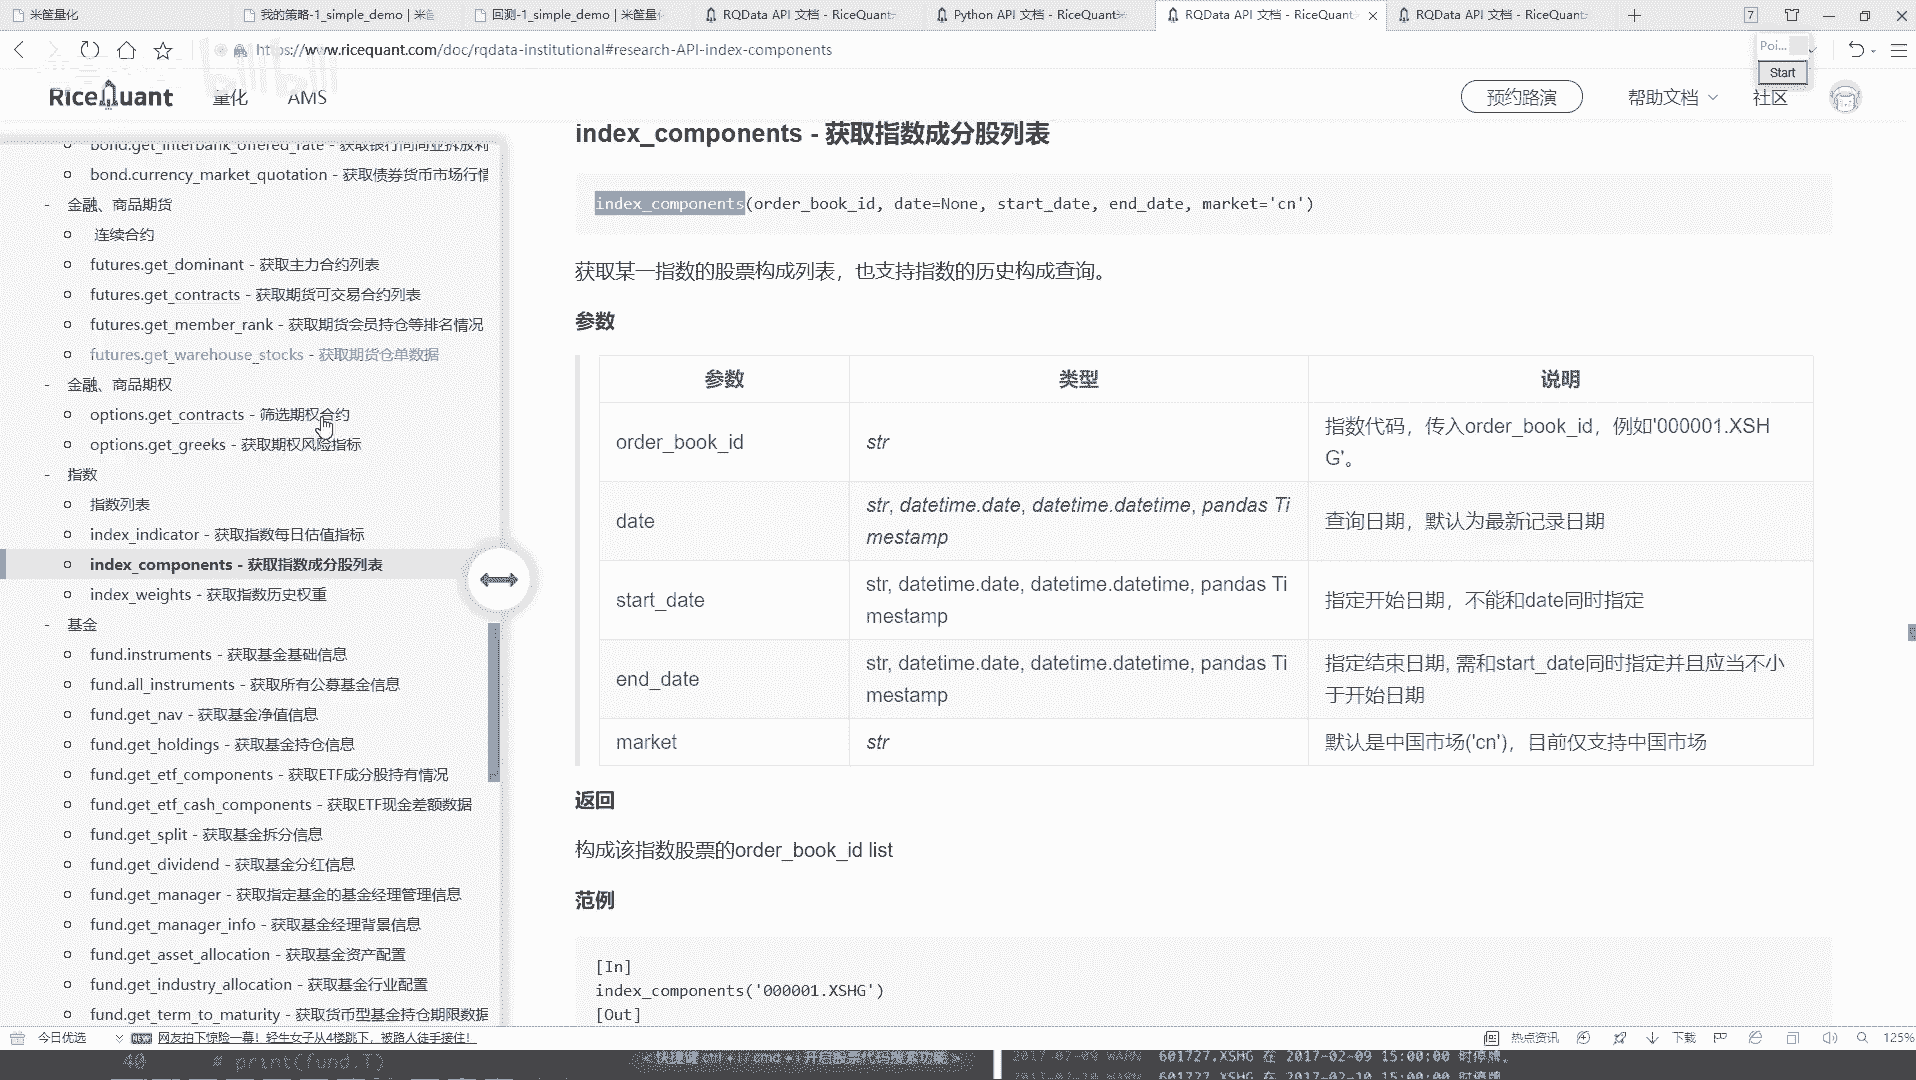 米筐量化
我的策略-1_simple_demo | 米筐
回测-1_simple_demo | 米筐量化
RQData API 文档 - RiceQuant
Python API 文档 - RiceQuant
RQData API 文档 - RiceQuant
RQData API 文档 - RiceQuant
7
https://www.ricequant.com/doc/rqdata-institutional#research-API-index-components
Poi...
Start
bilibili
RiceQuant
量化
AMS
预约路演
帮助文档
社区
bond.get_interbank_offered_rate - 获取银行间同业拆放利
bond.currency_market_quotation - 获取债券货币市场行情
- 金融、商品期货
连续合约
futures.get_dominant - 获取主力合约列表
futures.get_contracts - 获取期货可交易合约列表
futures.get_member_rank - 获取期货会员持仓等排名情况
futures.get_warehouse_stocks - 获取期货仓单数据
- 金融、商品期权
options.get_contracts - 筛选期权合约
options.get_greeks - 获取期权风险指标
- 指数
指数列表
index_indicator - 获取指数每日估值指标
index_components - 获取指数成分股列表
index_weights - 获取指数历史权重
- 基金
fund.instruments - 获取基金基础信息
fund.all_instruments - 获取所有公募基金信息
fund.get_nav - 获取基金净值信息
fund.get_holdings - 获取基金持仓信息
fund.get_etf_components - 获取ETF成分股持有情况
fund.get_etf_cash_components - 获取ETF现金差额数据
fund.get_split - 获取基金拆分信息
fund.get_dividend - 获取基金分红信息
fund.get_manager - 获取指定基金的基金经理管理信息
fund.get_manager_info - 获取基金经理背景信息
fund.get_asset_allocation - 获取基金资产配置
fund.get_industry_allocation - 获取基金行业配置
fund.get_term_to_maturity - 获取货币型基金持仓期限数据
index_components - 获取指数成分股列表
index_components(order_book_id, date=None, start_date, end_date, market='cn')
获取某一指数的股票构成列表，也支持指数的历史构成查询。
参数
参数 类型 说明
order_book_id str 指数代码，传入order_book_id，例如'000001.XSH
G'。
date str, datetime.date, datetime.datetime, pandas Ti
mestamp 查询日期，默认为最新记录日期
start_date str, datetime.date, datetime.datetime, pandas Ti
mestamp 指定开始日期，不能和date同时指定
end_date str, datetime.date, datetime.datetime, pandas Ti
mestamp 指定结束日期, 需和start_date同时指定并且应当不小
于开始日期
market str 默认是中国市场('cn')，目前仅支持中国市场
返回
构成该指数股票的order_book_id list
范例
[In]
index_components('000001.XSHG')
[Out]
今日优选
NEW 网友拍下惊险一幕！轻生女子从4楼跳下，被路人徒手接住！
热点资讯
下载
125%
40 # print(fund.T)
2017-02-09 WARN 601727.XSHG 在 2017-02-09 15:00:00 时停牌。
601727.XSHG 在 2017-02-10 15:00:00 时停牌。